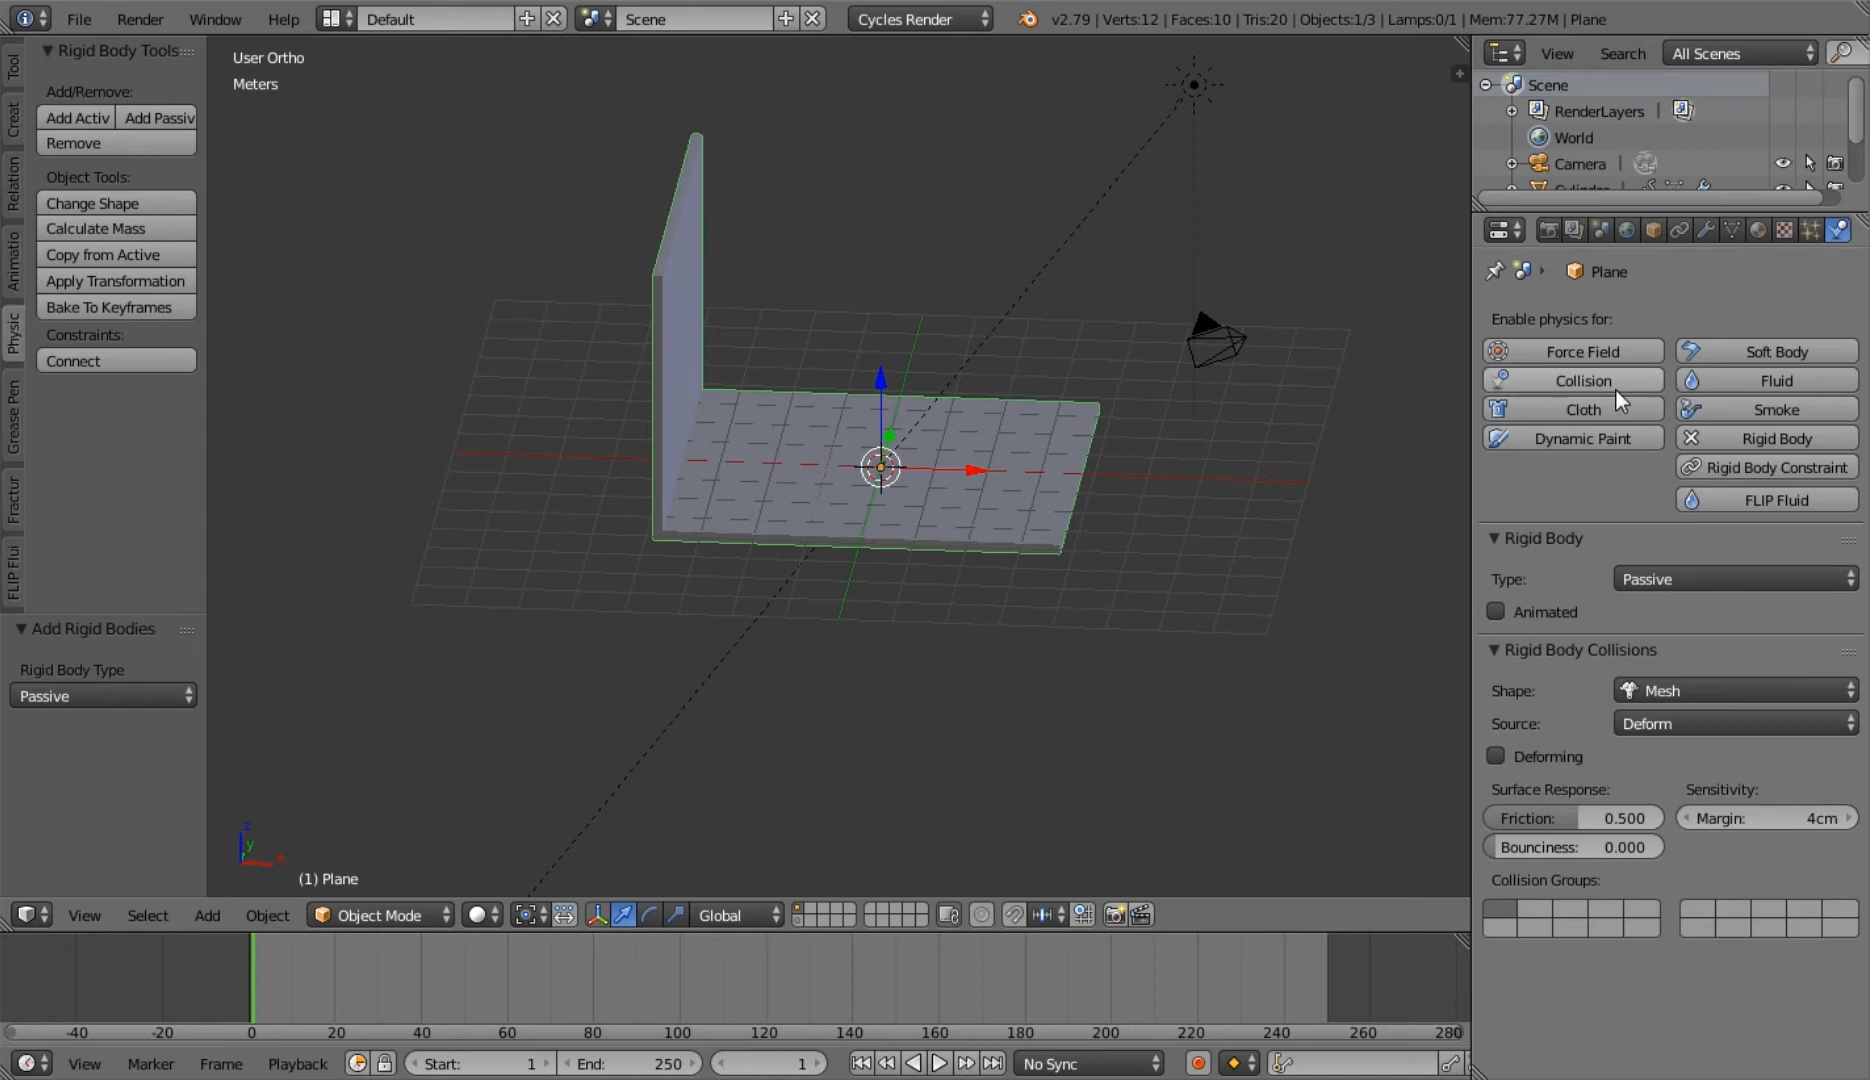 File Render Window Help Default Scene Cycles Render v2.79 | Verts:12 | Faces:10 | Tris:20 | Objects:1/3 | Lamps:0/1 | Mem:77.27M | Plane
Tool
Creat
Relation
Animatio
Physic
Grease Pen
Fractur
FLIP Flui
Rigid Body Tools
Add/Remove:
Add Activ Add Passiv
Remove
Object Tools:
Change Shape
Calculate Mass
Copy from Active
Apply Transformation
Bake To Keyframes
Constraints:
Connect
Add Rigid Bodies
Rigid Body Type
Passive
User Ortho
Meters
z
y
x
(1) Plane
View Select Add Object Object Mode Global
-40 -20 0 20 40 60 80 100 120 140 160 180 200 220 240 260 280
View Marker Frame Playback Start: 1 End: 250 1 No Sync
View Search All Scenes
Scene
RenderLayers |
World
Camera |
Cylinder
Plane
Enable physics for:
Force Field Soft Body
Collision Fluid
Cloth Smoke
Dynamic Paint Rigid Body
Rigid Body Constraint
FLIP Fluid
Rigid Body
Type: Passive
Animated
Rigid Body Collisions
Shape: Mesh
Source: Deform
Deforming
Surface Response: Sensitivity:
Friction: 0.500 Margin: 4cm
Bounciness: 0.000
Collision Groups: